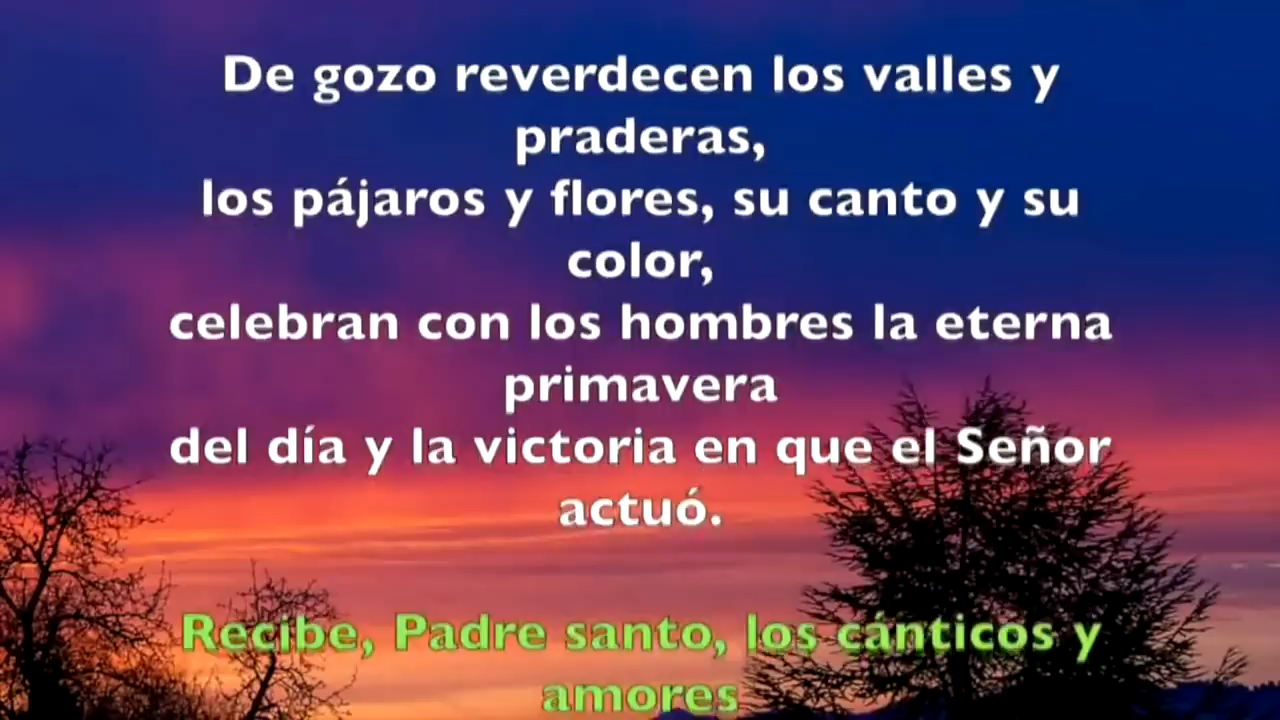 De gozo reverdecen los valles y
praderas,
los pájaros y flores, su canto y su
color,
celebran con los hombres la eterna
primavera
del día y la victoria en que el Señor
actuó.
Recibe, Padre santo, los cánticos y
amores